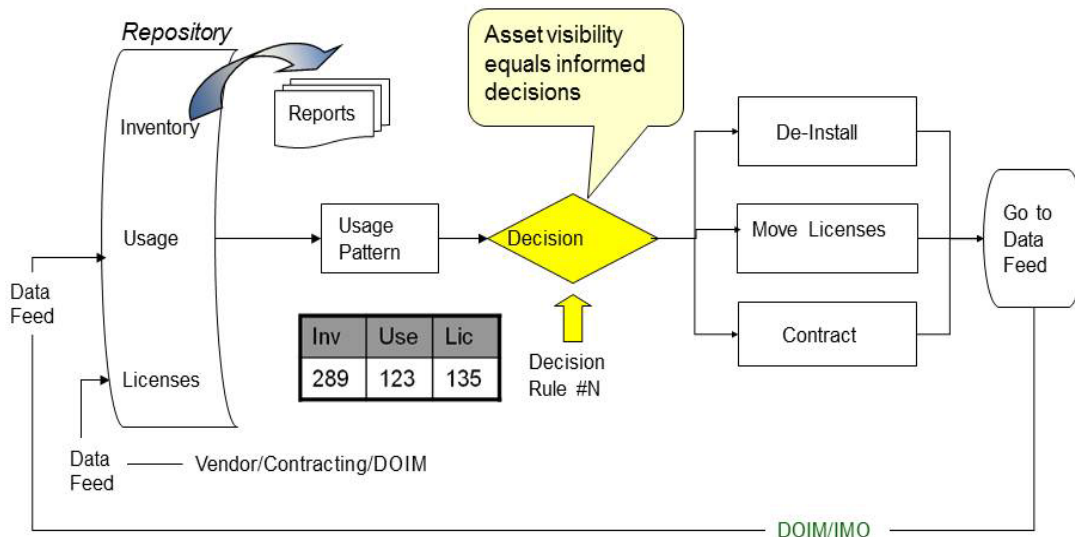 Repository
Inventory
Usage
Licenses
Data
Feed
Data
Feed
Vendor/Contracting/DOIM
Reports
Usage
Pattern
Inv Use Lic
289 123 135
Asset visibility
equals informed
decisions
Decision
Decision
Rule #N
De-Install
Move Licenses
Contract
Go to
Data
Feed
DOIM/IMO